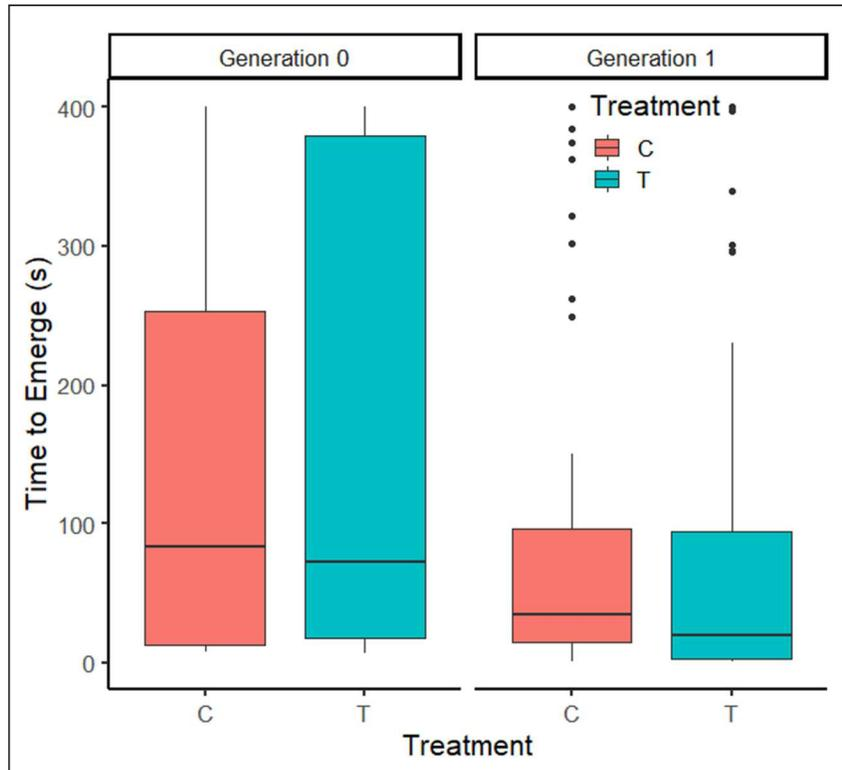 Generation 0
Generation 1
Treatment
C
T
400
300
200
100
0
Time to Emerge (s)
C
T
C
T
Treatment